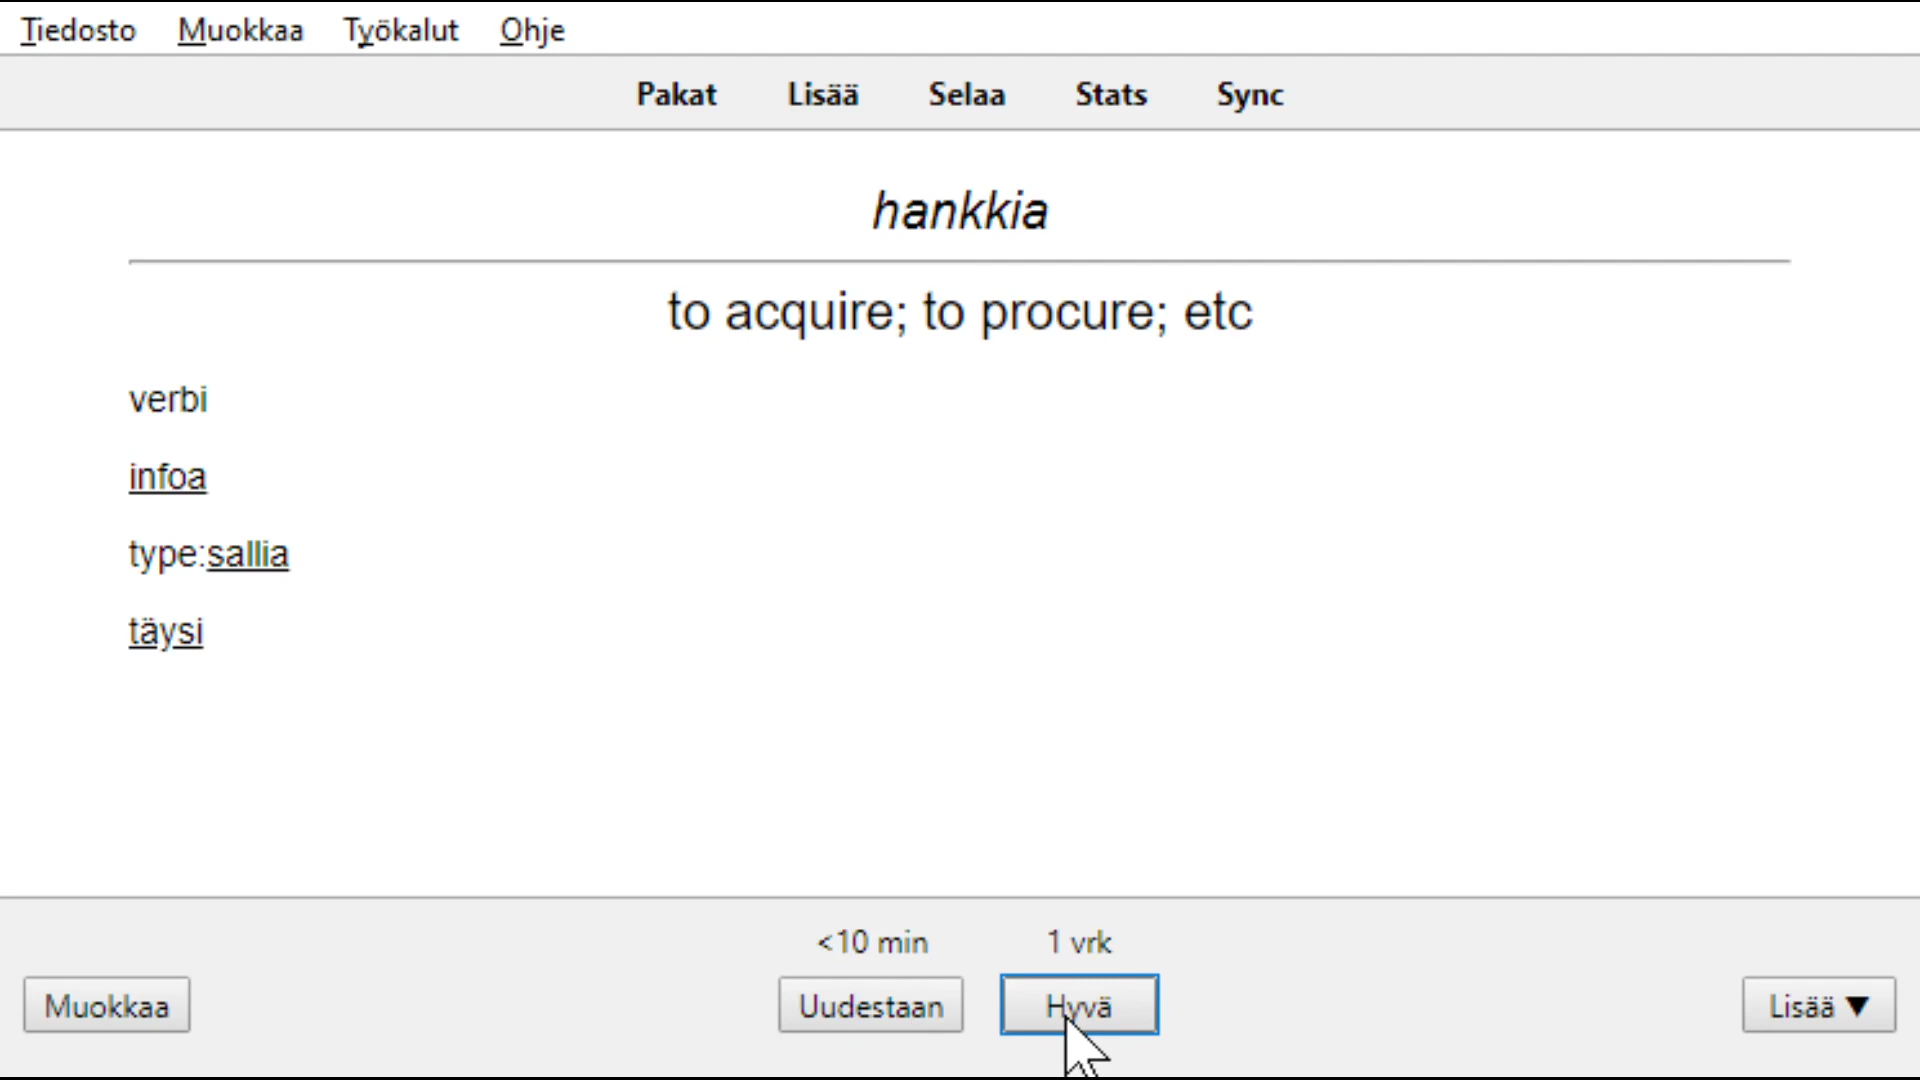 Tiedosto Muokkaa Työkalut Ohje
Pakat Lisää Selaa Stats Sync
hankkia
to acquire; to procure; etc
verbi
infoa
type:sallia
täysi
<10 min 1 vrk
Muokkaa Uudestaan Hyvä Lisää ▼